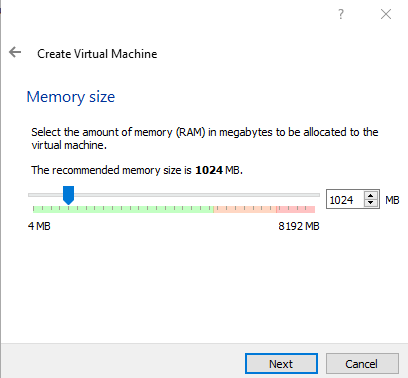 ?
Create Virtual Machine
Memory size
Select the amount of memory (RAM) in megabytes to be allocated to the
virtual machine.
The recommended memory size is 1024 MB.
1024 MB
4 MB 8192 MB
Next Cancel